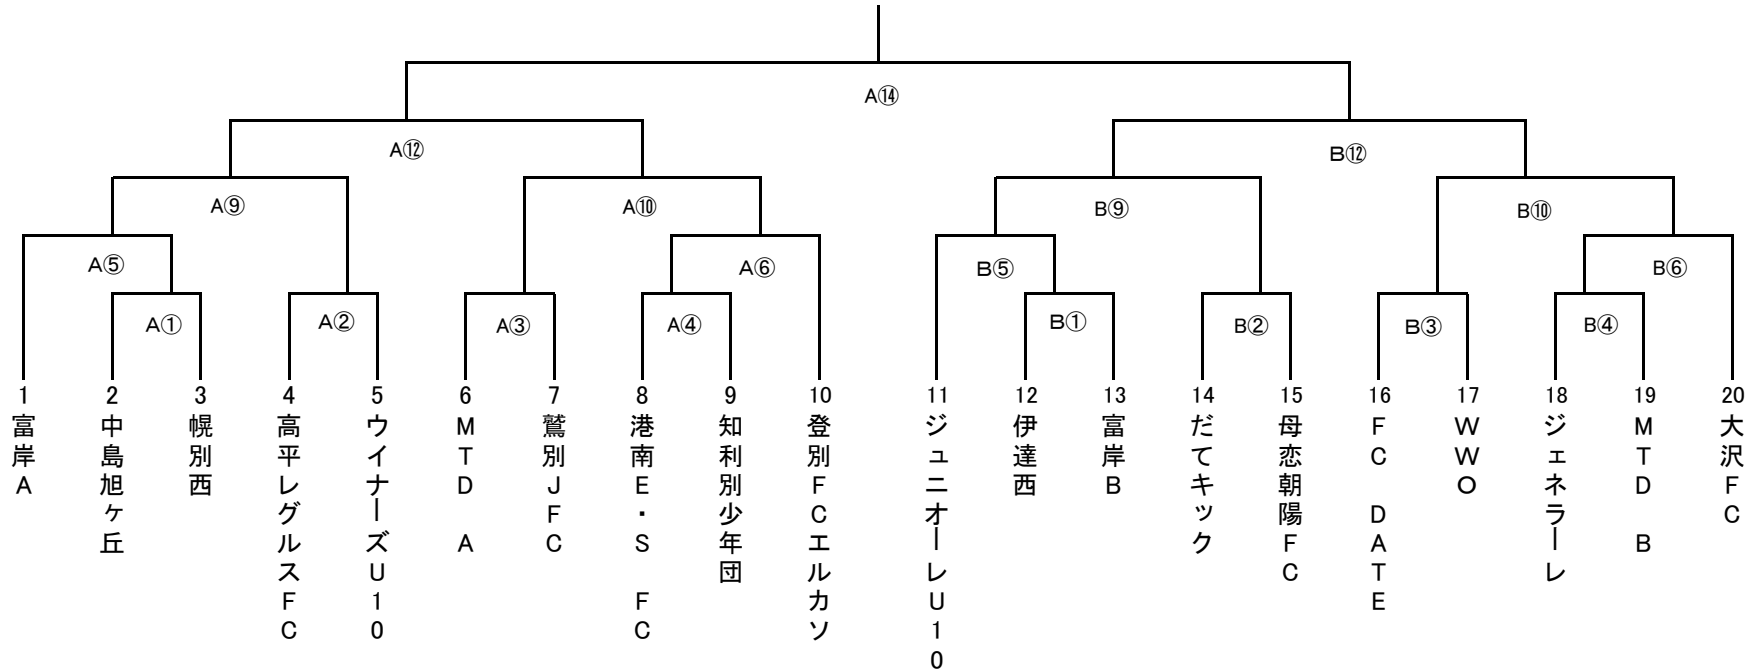 A⑭
A⑫
B⑫
A⑨
A⑩
B⑨
B⑩
A⑤
A⑥
B⑤
B⑥
A①
A②
A③
A④
B①
B②
B③
B④
1 富岸A
2 中島旭ヶ丘
3 幌別西
4 高平レグルスFC
5 ウイナーズU10
6 MTD A
7 鷲別JFC
8 港南E・S FC
9 知利別少年団
10 登別FCエルカソ
11 ジュニオーレU10
12 伊達西
13 富岸B
14 だてキック
15 母恋朝陽FC
16 FC DATE
17 WWO
18 ジェネラーレ
19 MTD B
20 大沢FC